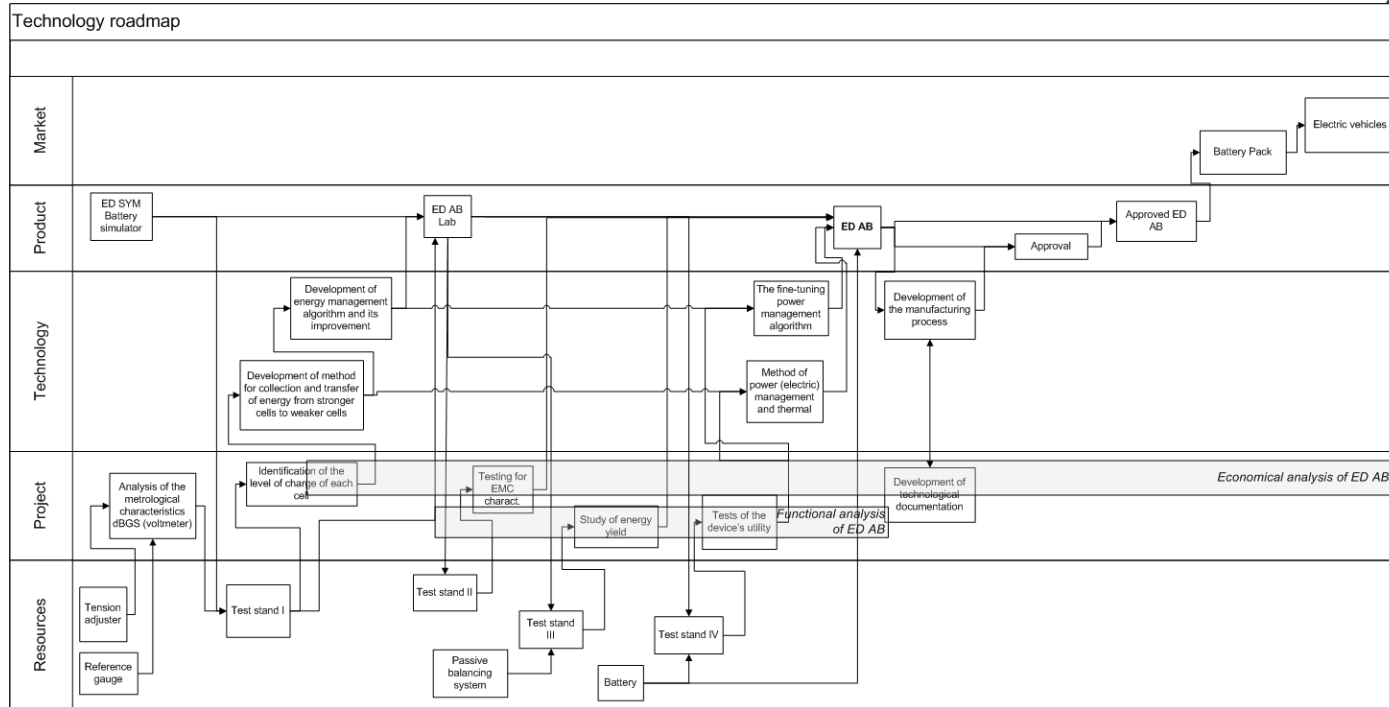 Technology roadmap
Market
Electric vehicles
Battery Pack
Product
ED SYM
Battery
simulator
ED AB
Lab
ED AB
Approval
Approved ED
AB
Technology
Development of
energy management
algorithm and its
improvement
The fine-tuning
power
management
algorithm
Development of
the manufacturing
process
Development of method
for collection and transfer
of energy from stronger
cells to weaker cells
Method of
power (electric)
management
and thermal
Project
Analysis of the
metrological
characteristics
dBGS (voltmeter)
Identification of the
level of charge of each
cell
Testing for
EMC
charact.
Study of energy
yield
Tests of the
device's utility
Functional analysis
of ED AB
Development of
technological
documentation
Economical analysis of ED AB
Resources
Tension
adjuster
Reference
gauge
Test stand I
Test stand II
Test stand
III
Passive
balancing
system
Test stand IV
Battery